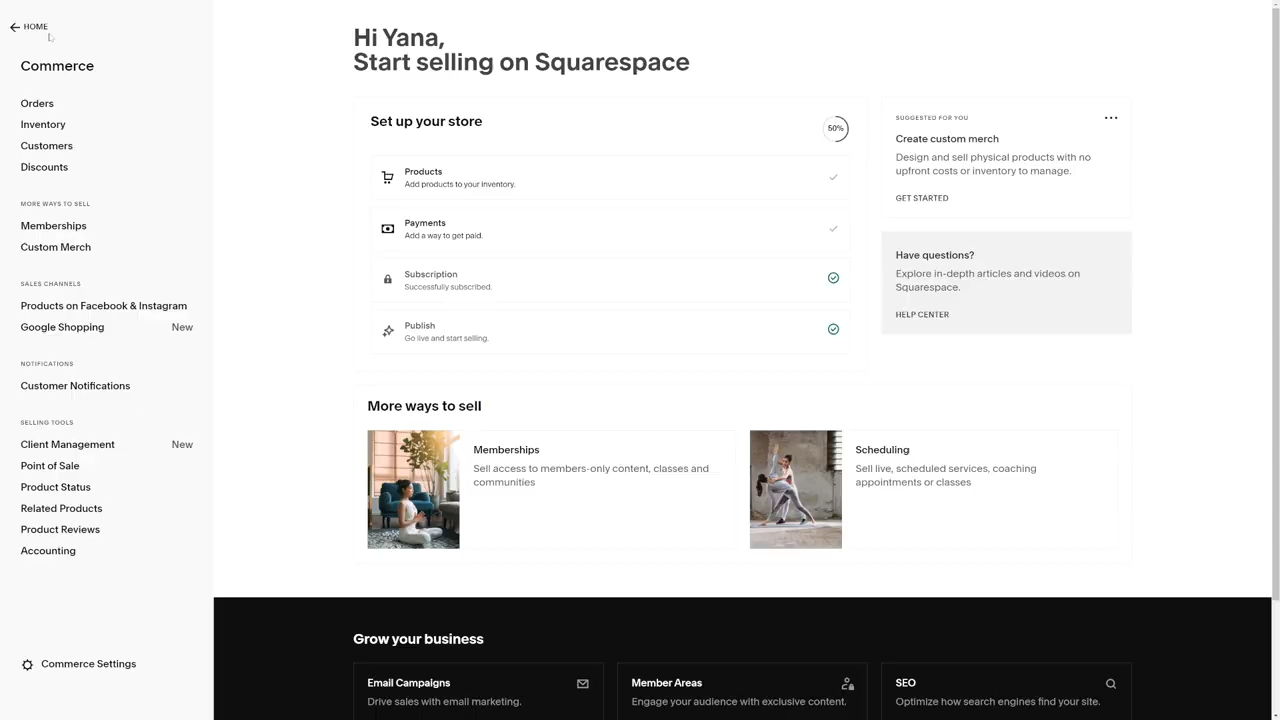 HOME
Commerce
Orders
Inventory
Customers
Discounts
MORE WAYS TO SELL
Memberships
Custom Merch
SALES CHANNELS
Products on Facebook & Instagram
Google Shopping New
NOTIFICATIONS
Customer Notifications
SELLING TOOLS
Client Management New
Point of Sale
Product Status
Related Products
Product Reviews
Accounting
Commerce Settings
Hi Yana,
Start selling on Squarespace
Set up your store
50%
Products
Add products to your inventory.
Payments
Add a way to get paid.
Subscription
Successfully subscribed.
Publish
Go live and start selling.
SUGGESTED FOR YOU
Create custom merch
Design and sell physical products with no
upfront costs or inventory to manage.
GET STARTED
Have questions?
Explore in-depth articles and videos on
Squarespace.
HELP CENTER
More ways to sell
Memberships
Sell access to members-only content, classes and
communities
Scheduling
Sell live, scheduled services, coaching
appointments or classes
Grow your business
Email Campaigns
Drive sales with email marketing.
Member Areas
Engage your audience with exclusive content.
SEO
Optimize how search engines find your site.